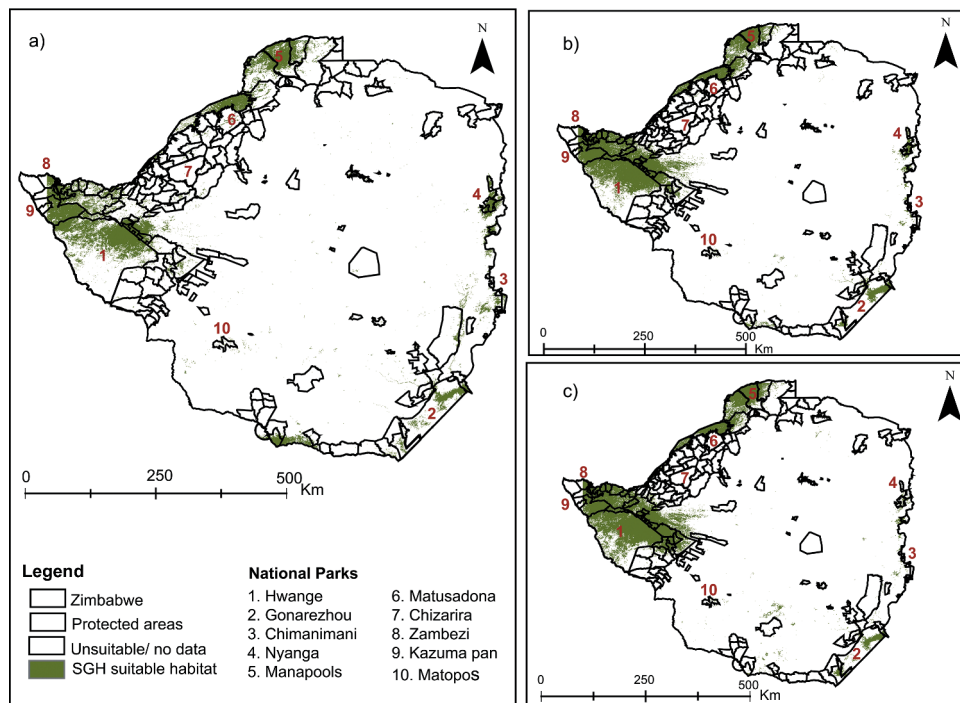 a)
N
5
6
7
8
9
1
4
3
10
2
0 250 500
Km
Legend
Zimbabwe
Protected areas
Unsuitable/ no data
SGH suitable habitat
National Parks
1. Hwange
2. Gonarezhou
3. Chimanimani
4. Nyanga
5. Manapools
6. Matusadona
7. Chizarira
8. Zambezi
9. Kazuma pan
10. Matopos
b)
N
5
6
7
8
9
1
4
3
10
2
0 250 500
Km
c)
N
5
6
7
8
9
1
4
3
10
2
0 250 500
Km